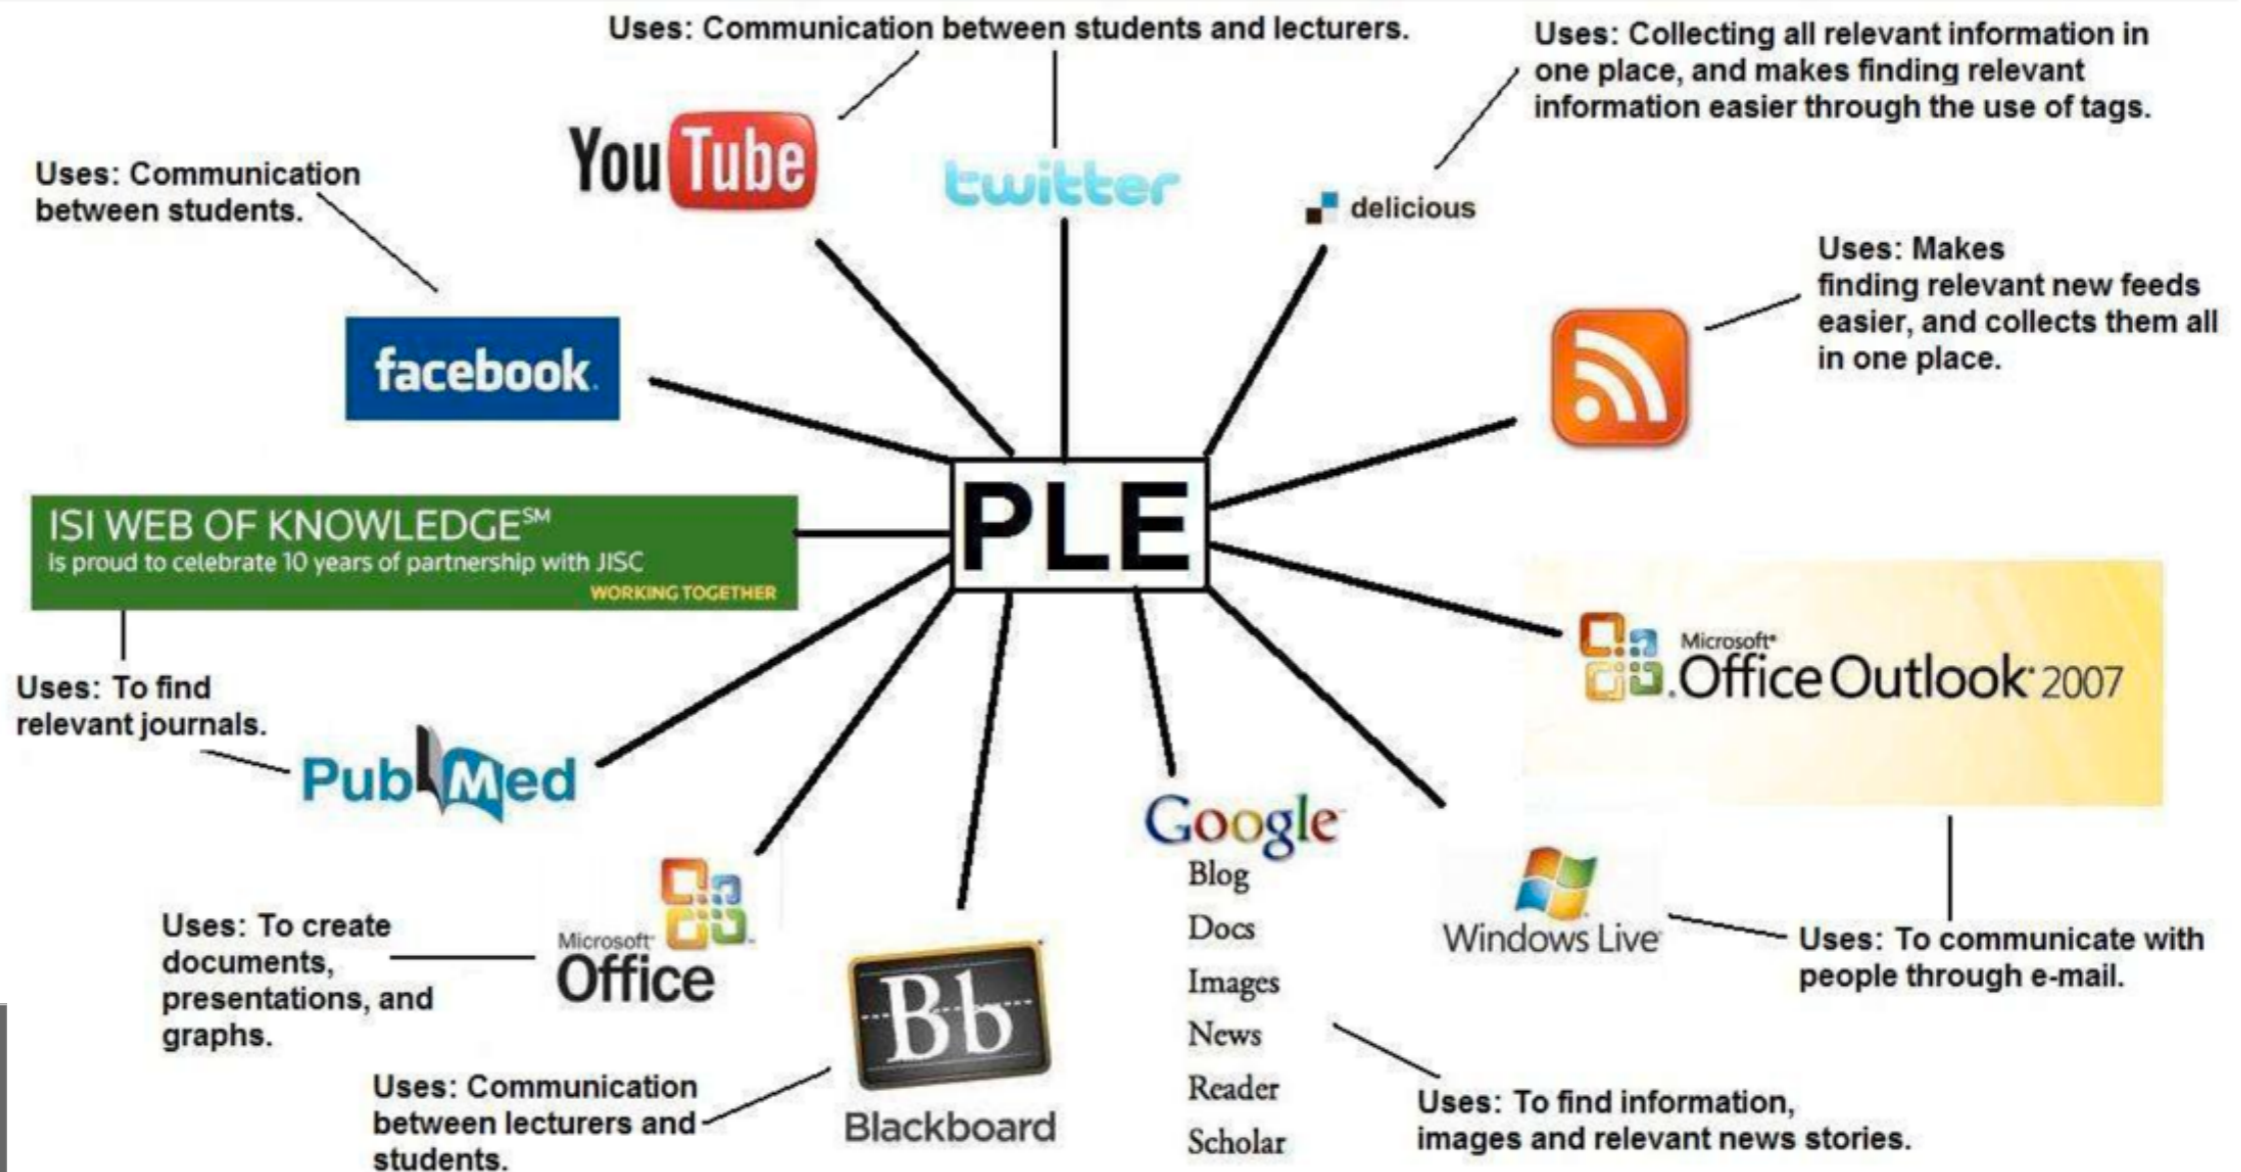 Uses: Communication between students and lecturers.
Uses: Collecting all relevant information in
one place, and makes finding relevant
information easier through the use of tags.
YouTube
twitter
delicious
Uses: Communication
between students.
facebook.
Uses: Makes
finding relevant new feeds
easier, and collects them all
in one place.
PLE
ISI WEB OF KNOWLEDGE℠
is proud to celebrate 10 years of partnership with JISC
WORKING TOGETHER
Uses: To find
relevant journals.
PubMed
Microsoft®
Office Outlook® 2007
Google™
Blog
Docs
Images
News
Reader
Scholar
Windows Live™
Uses: To communicate with
people through e-mail.
Uses: To create
documents,
presentations, and
graphs.
Microsoft®
Office
Bb
Blackboard
Uses: Communication
between lecturers and
students.
Uses: To find information,
images and relevant news stories.